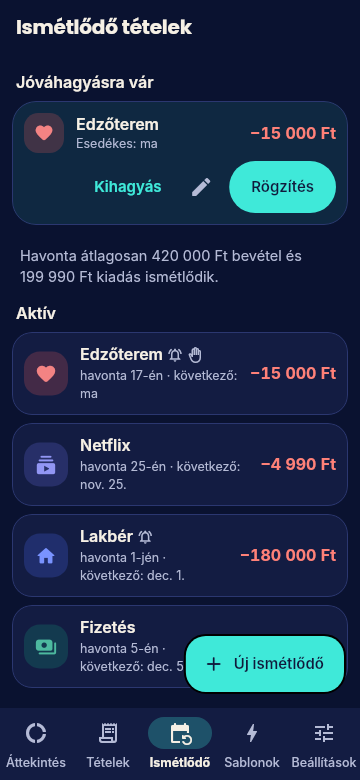 Ismétlődő tételek
Jóváhagyásra vár
Edzőterem
Esedékes: ma
−15 000 Ft
Kihagyás
Rögzítés
Havonta átlagosan 420 000 Ft bevétel és
199 990 Ft kiadás ismétlődik.
Aktív
Edzőterem
havonta 17-én · következő:
ma
−15 000 Ft
Netflix
havonta 25-én · következő:
nov. 25.
−4 990 Ft
Lakbér
havonta 1-jén ·
következő: dec. 1.
−180 000 Ft
Fizetés
havonta 5-én ·
következő: dec. 5
Új ismétlődő
Áttekintés
Tételek
Ismétlődő
Sablonok
Beállítások